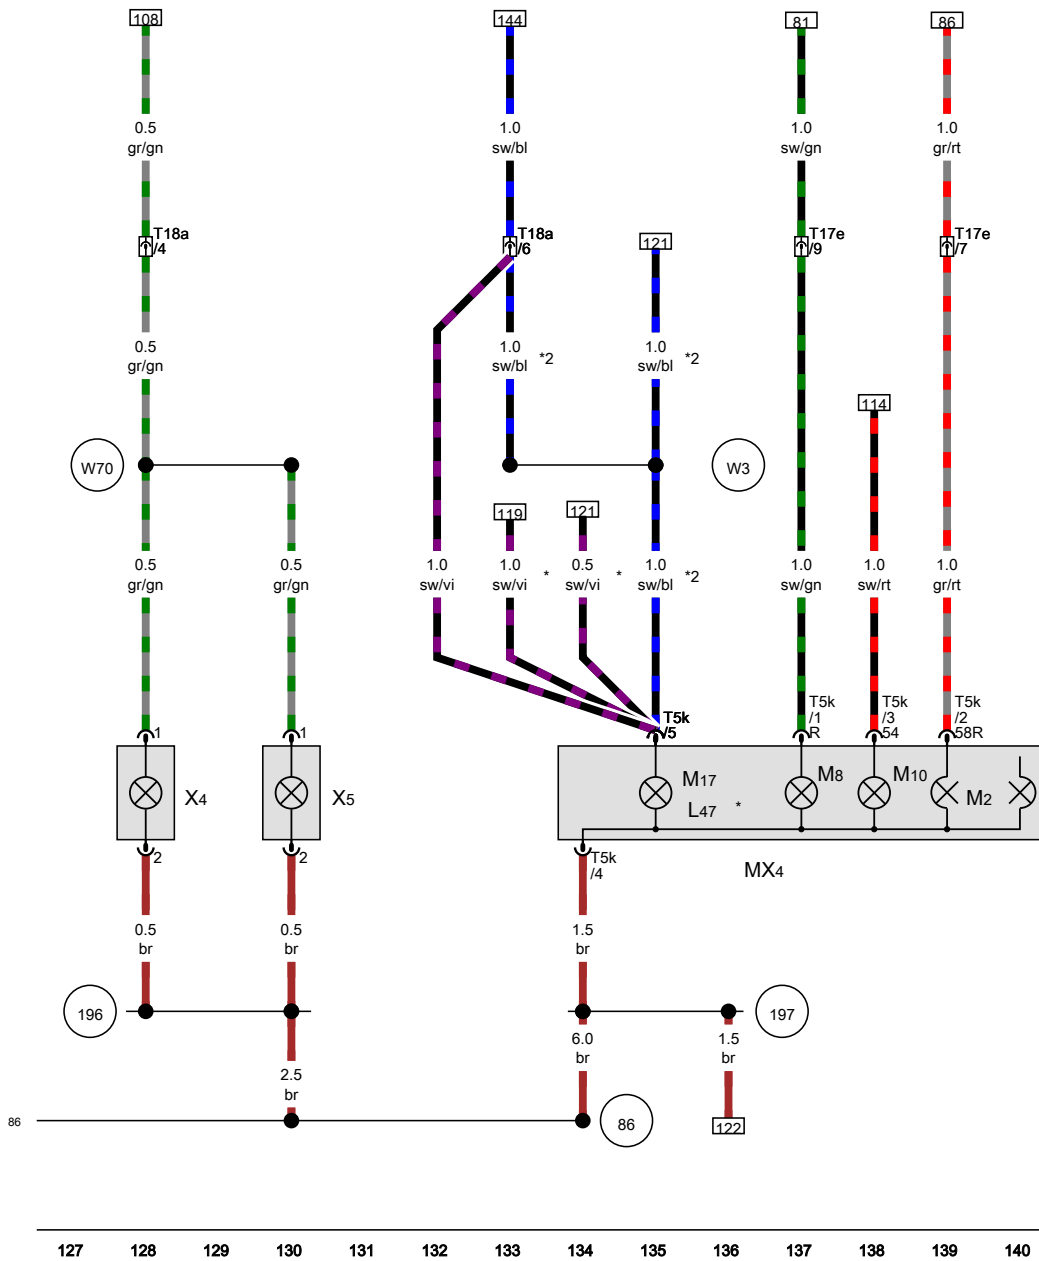 108
144
81
86
0.5
gr/gn
1.0
sw/bl
1.0
sw/gn
1.0
gr/rt
T18a
/4
T18a
/6
121
T17e
/9
T17e
/7
0.5
gr/gn
1.0
sw/bl *2
1.0
sw/bl *2
114
W70
W3
119
121
0.5
gr/gn
0.5
gr/gn
1.0
sw/vi
1.0
sw/vi *
0.5
sw/vi *
1.0
sw/bl *2
1.0
sw/gn
1.0
sw/rt
1.0
gr/rt
1
1
T5k
/5
T5k
/1
R
T5k
/3
54
T5k
/2
58R
X4
X5
M17
L47 *
M8
M10
M2
2
2
T5k
/4
MX4
0.5
br
0.5
br
1.5
br
196
197
2.5
br
6.0
br
1.5
br
86
86
122
127 128 129 130 131 132 133 134 135 136 137 138 139 140